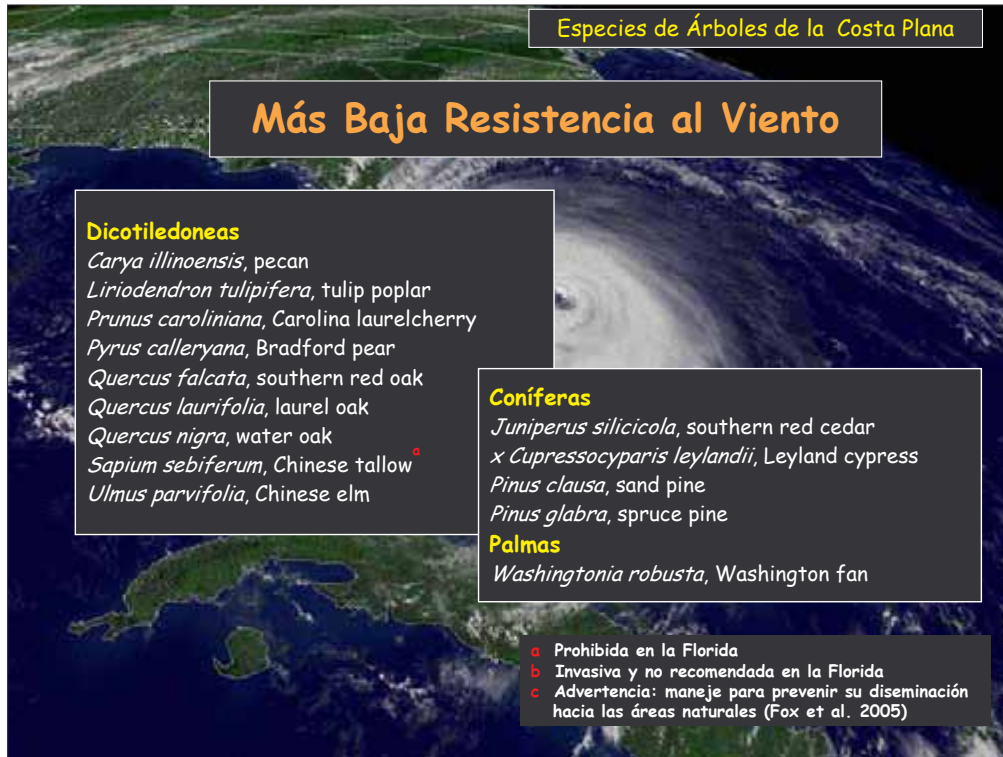 Especies de Árboles de la Costa Plana
Más Baja Resistencia al Viento
Dicotiledoneas
Carya illinoensis, pecan
Liriodendron tulipifera, tulip poplar
Prunus caroliniana, Carolina laurelcherry
Pyrus calleryana, Bradford pear
Quercus falcata, southern red oak
Quercus laurifolia, laurel oak
Quercus nigra, water oak
Sapium sebiferum, Chinese tallow a
Ulmus parvifolia, Chinese elm
Coníferas
Juniperus silicicola, southern red cedar
x Cupressocyparis leylandii, Leyland cypress
Pinus clausa, sand pine
Pinus glabra, spruce pine
Palmas
Washingtonia robusta, Washington fan
a Prohibida en la Florida
b Invasiva y no recomendada en la Florida
c Advertencia: maneje para prevenir su diseminación
hacia las áreas naturales (Fox et al. 2005)